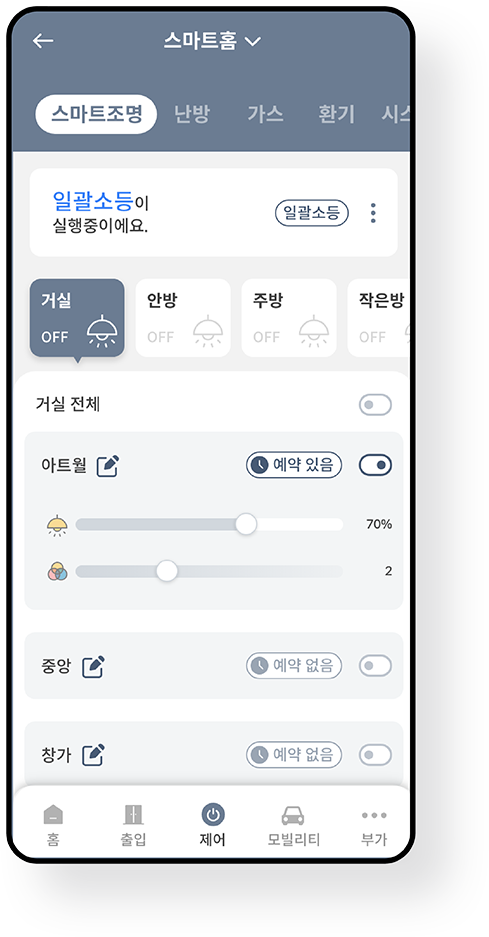 스마트홈
스마트조명 난방 가스 환기 시스
일괄소등이
실행중이에요.
일괄소등
거실 안방 주방 작은방
OFF OFF OFF OFF
거실 전체
아트월 예약 있음
70%
2
중앙 예약 없음
창가 예약 없음
홈 출입 제어 모빌리티 부가